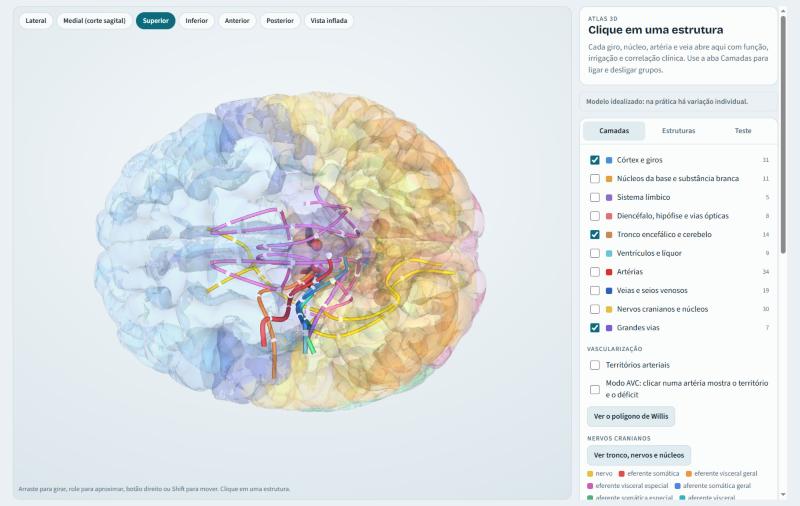 Lateral
Medial (corte sagital)
Superior
Inferior
Anterior
Posterior
Vista inflada
Arraste para girar, role para aproximar, botão direito ou Shift para mover. Clique em uma estrutura.
ATLAS 3D
Clique em uma estrutura
Cada giro, núcleo, artéria e veia abre aqui com função,
irrigação e correlação clínica. Use a aba Camadas para
ligar e desligar grupos.
Modelo idealizado: na prática há variação individual.
Camadas
Estruturas
Teste
Córtex e giros 31
Núcleos da base e substância branca 11
Sistema límbico 5
Diencéfalo, hipófise e vias ópticas 8
Tronco encefálico e cerebelo 14
Ventrículos e líquor 9
Artérias 34
Veias e seios venosos 19
Nervos cranianos e núcleos 30
Grandes vias 7
VASCULARIZAÇÃO
Territórios arteriais
Modo AVC: clicar numa artéria mostra o território
e o déficit
Ver o polígono de Willis
NERVOS CRANIANOS
Ver tronco, nervos e núcleos
nervo eferente somática eferente visceral geral
eferente visceral especial aferente somática geral
aferente somática especial aferente visceral